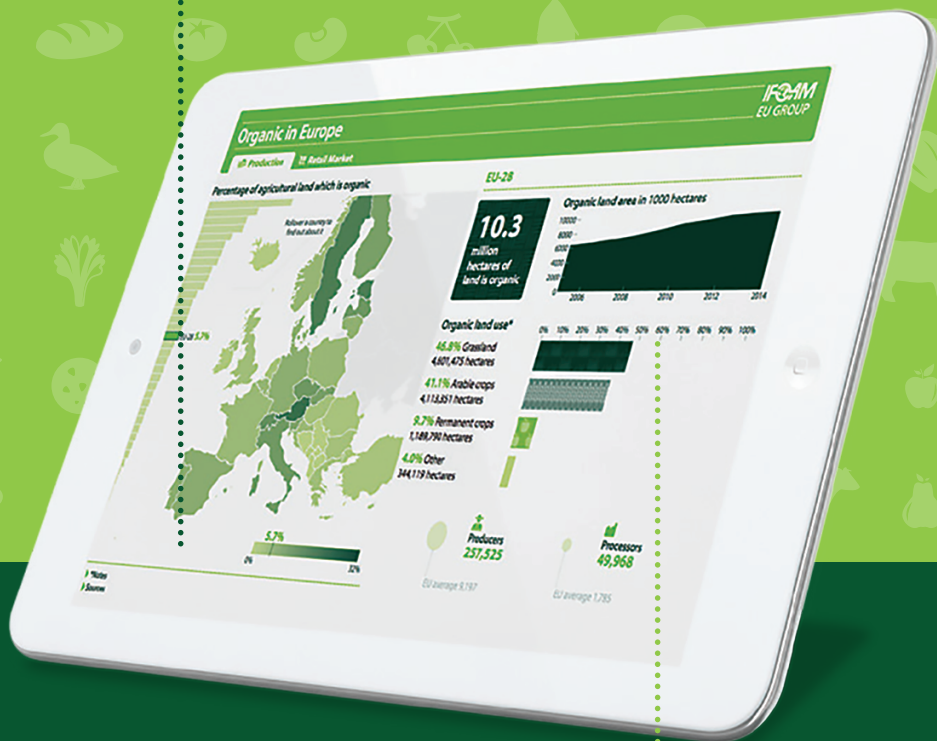 IFOAM
EU GROUP
Organic in Europe
Production
Retail Market
Percentage of agricultural land which is organic
Rollover a country to
find out about it
5.7%
5.7%
0%
32%
*Notes
Sources
EU-28
10.3
million
hectares of
land is organic
Organic land area in 1000 hectares
10000
8000
6000
4000
2000
0
2006
2008
2010
2012
2014
Organic land use*
0% 10% 20% 30% 40% 50% 60% 70% 80% 90% 100%
46.8% Grassland
4,601,475 hectares
41.1% Arable crops
4,113,351 hectares
9.7% Permanent crops
1,189,790 hectares
4.0% Other
344,119 hectares
Producers
257,525
EU average 9,197
Processors
49,968
EU average 1,785